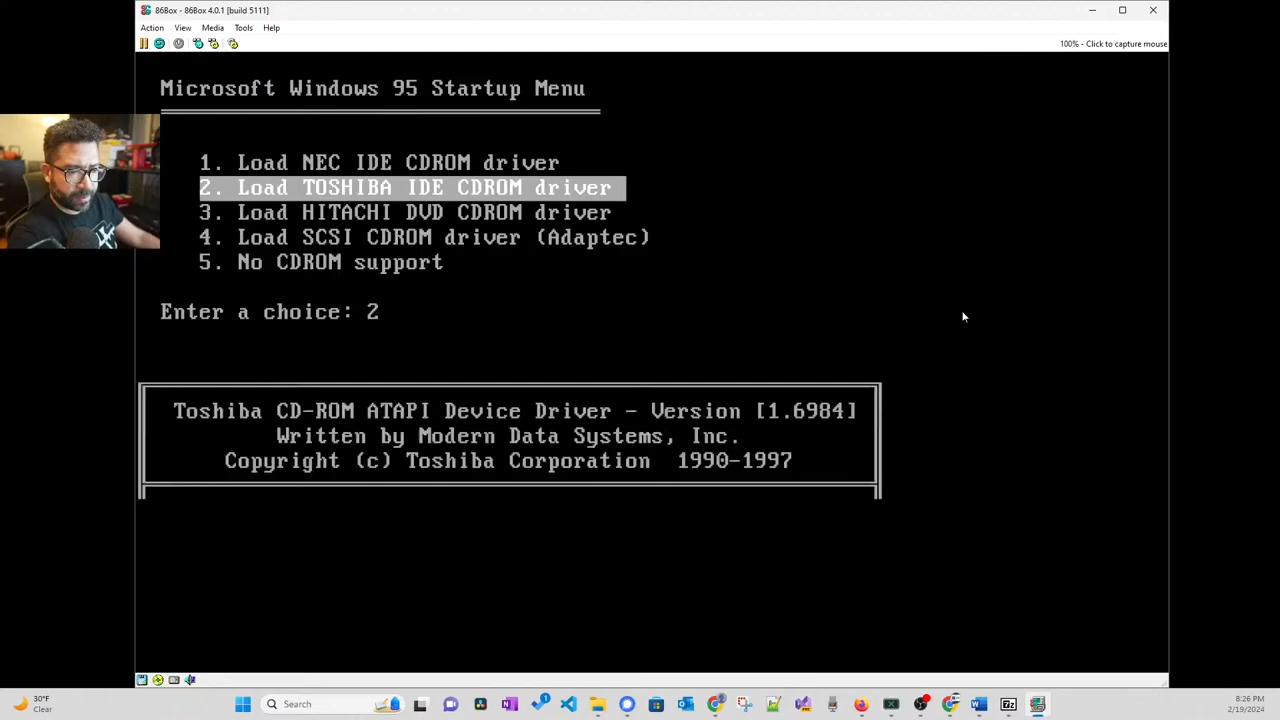 86Box - 86Box 4.0.1 [build 5111]
Action View Media Tools Help
100% - Click to capture mouse
Microsoft Windows 95 Startup Menu
1. Load NEC IDE CDROM driver
2. Load TOSHIBA IDE CDROM driver
3. Load HITACHI DVD CDROM driver
4. Load SCSI CDROM driver (Adaptec)
5. No CDROM support
Enter a choice: 2
Toshiba CD-ROM ATAPI Device Driver - Version [1.6984]
Written by Modern Data Systems, Inc.
Copyright (c) Toshiba Corporation 1990-1997
30°F
Clear
Search
1
7z
8:26 PM
2/19/2024